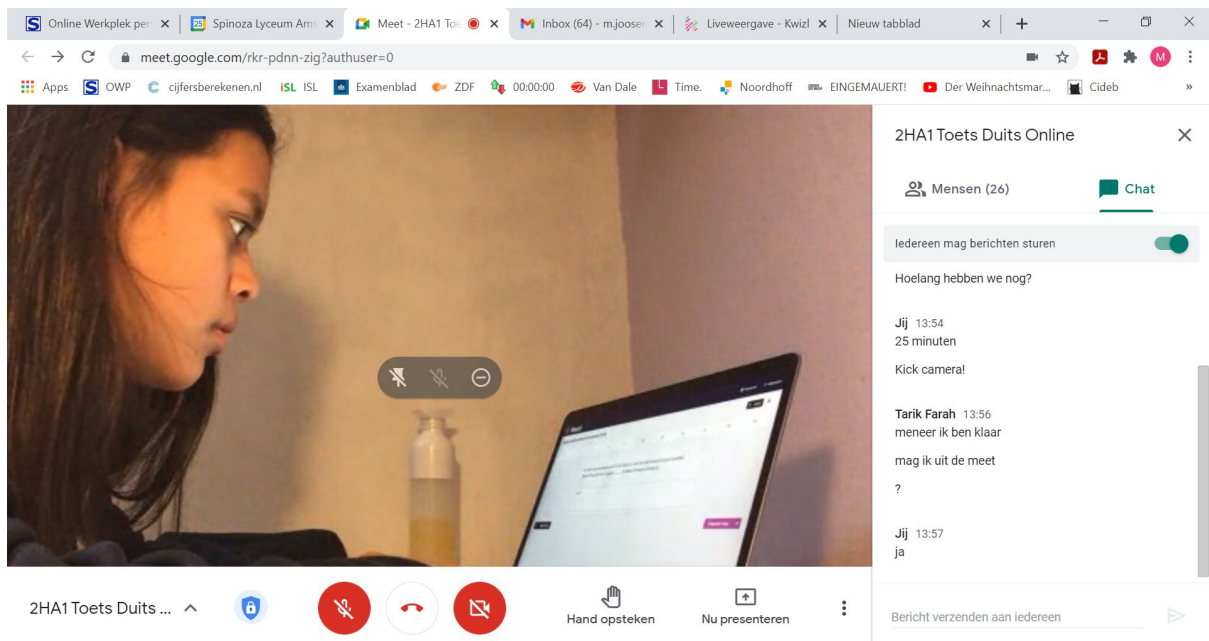 Online Werkplek per
Spinoza Lyceum Ams
Meet - 2HA1 Toe
Inbox (64) - m.joosen
Liveweergave - Kwizl
Nieuw tabblad
meet.google.com/rkr-pdnn-zig?authuser=0
M
Apps
OWP
cijfersberekenen.nl
iSL ISL
Examenblad
ZDF
00:00:00
Van Dale
Time.
Noordhoff
EINGEMAUERT!
Der Weihnachtsmar...
Cideb
»
2HA1 Toets Duits Online
Mensen (26)
Chat
Iedereen mag berichten sturen
Hoelang hebben we nog?
Jij 13:54
25 minuten
Kick camera!
Tarik Farah 13:56
meneer ik ben klaar
mag ik uit de meet
?
Jij 13:57
ja
Bericht verzenden aan iedereen
2HA1 Toets Duits ...
Hand opsteken
Nu presenteren